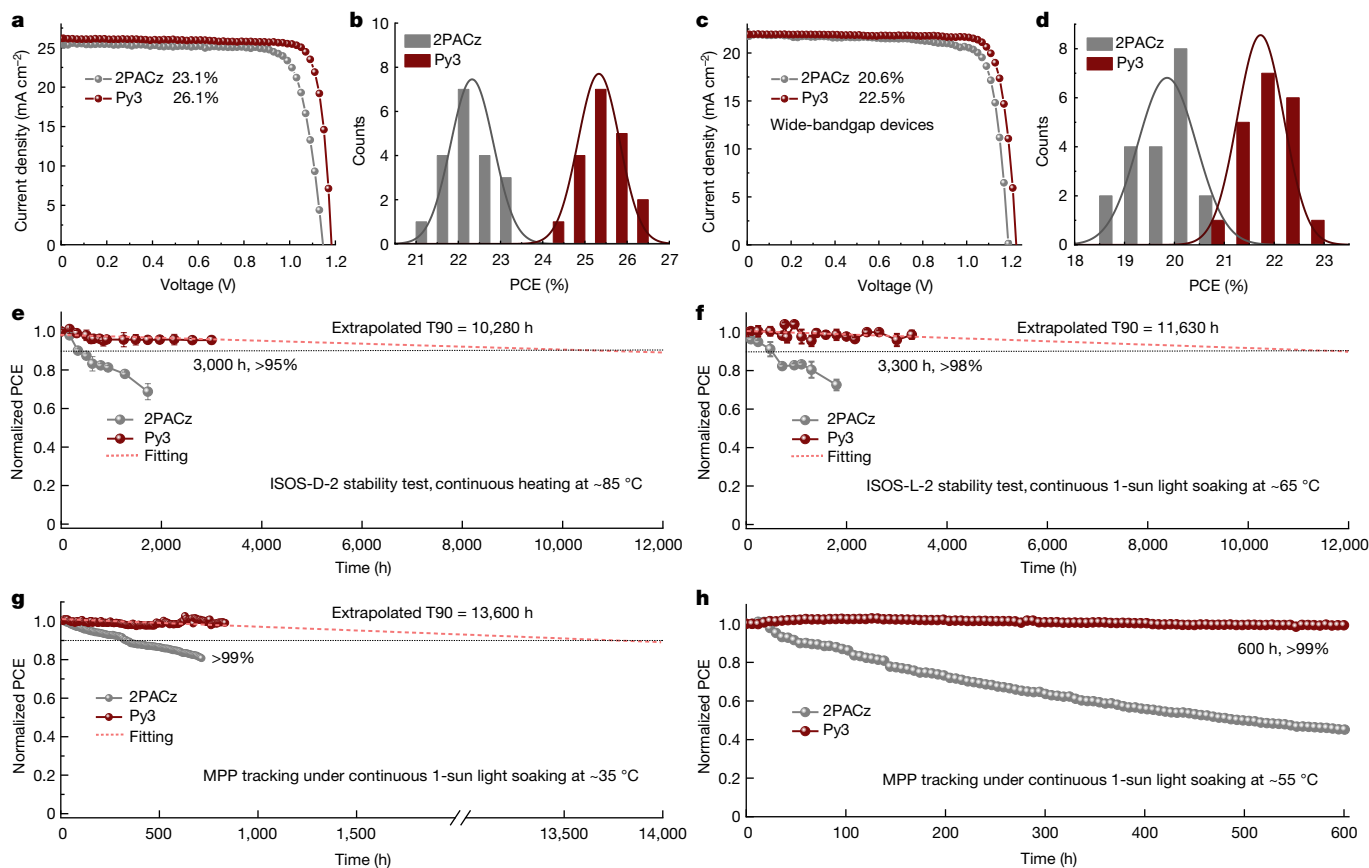 a
25
20
15
10
5
0
Current density (mA cm⁻²)
2PACz 23.1%
Py3 26.1%
0 0.2 0.4 0.6 0.8 1.0 1.2
Voltage (V)
b
10
8
6
4
2
0
Counts
2PACz
Py3
21 22 23 24 25 26 27
PCE (%)
c
20
15
10
5
0
Current density (mA cm⁻²)
2PACz 20.6%
Py3 22.5%
Wide-bandgap devices
0 0.2 0.4 0.6 0.8 1.0 1.2
Voltage (V)
d
8
6
4
2
0
Counts
2PACz
Py3
18 19 20 21 22 23
PCE (%)
e
1.0
0.8
0.6
0.4
0.2
0
Normalized PCE
Extrapolated T90 = 10,280 h
3,000 h, >95%
2PACz
Py3
Fitting
ISOS-D-2 stability test, continuous heating at ~85 °C
0 2,000 4,000 6,000 8,000 10,000 12,000
Time (h)
f
1.0
0.8
0.6
0.4
0.2
0
Normalized PCE
Extrapolated T90 = 11,630 h
3,300 h, >98%
2PACz
Py3
Fitting
ISOS-L-2 stability test, continuous 1-sun light soaking at ~65 °C
0 2,000 4,000 6,000 8,000 10,000 12,000
Time (h)
g
1.0
0.8
0.6
0.4
0.2
0
Normalized PCE
Extrapolated T90 = 13,600 h
>99%
2PACz
Py3
Fitting
MPP tracking under continuous 1-sun light soaking at ~35 °C
0 500 1,000 1,500 13,500 14,000
Time (h)
h
1.0
0.8
0.6
0.4
0.2
0
Normalized PCE
600 h, >99%
2PACz
Py3
MPP tracking under continuous 1-sun light soaking at ~55 °C
0 100 200 300 400 500 600
Time (h)